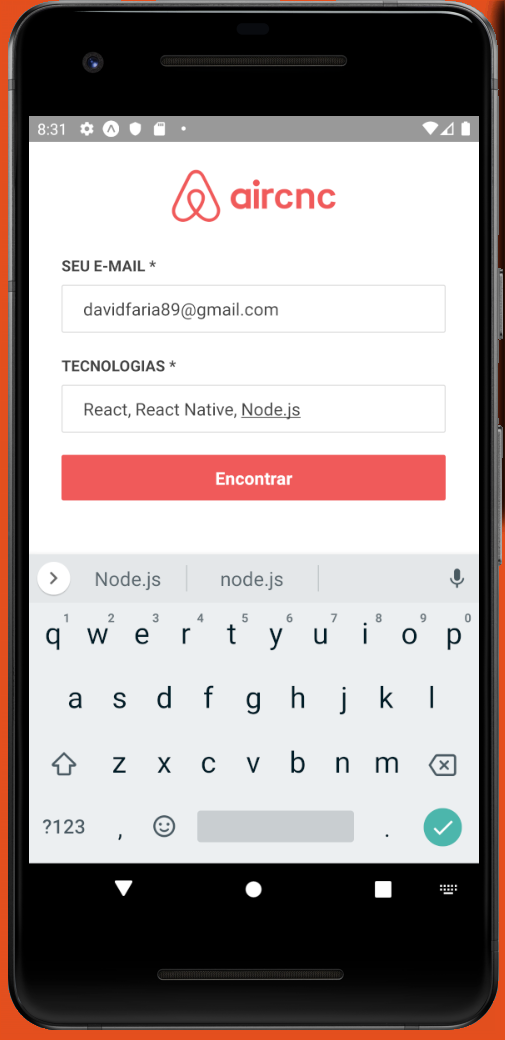 8:31
aircnc
SEU E-MAIL *
davidfaria89@gmail.com
TECNOLOGIAS *
React, React Native, Node.js
Encontrar
Node.js node.js
q1 w2 e3 r4 t5 y6 u7 i8 o9 p0
a s d f g h j k l
z x c v b n m
?123 , .